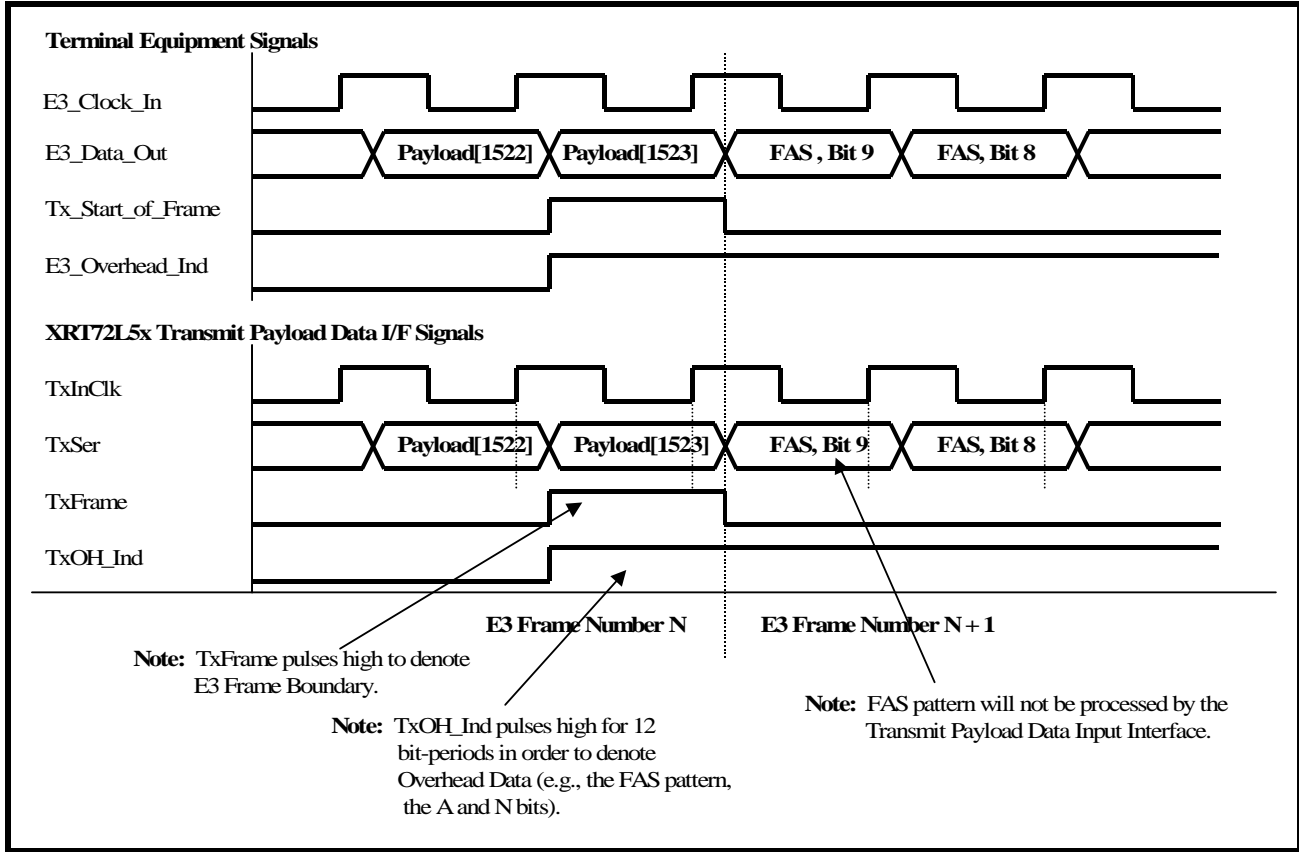 Terminal Equipment Signals
E3_Clock_In
E3_Data_Out
Payload[1522]
Payload[1523]
FAS , Bit 9
FAS, Bit 8
Tx_Start_of_Frame
E3_Overhead_Ind
XRT72L5x Transmit Payload Data I/F Signals
TxInClk
TxSer
Payload[1522]
Payload[1523]
FAS, Bit 9
FAS, Bit 8
TxFrame
TxOH_Ind
E3 Frame Number N
E3 Frame Number N + 1
Note: TxFrame pulses high to denote
E3 Frame Boundary.
Note: TxOH_Ind pulses high for 12
bit-periods in order to denote
Overhead Data (e.g., the FAS pattern,
the A and N bits).
Note: FAS pattern will not be processed by the
Transmit Payload Data Input Interface.